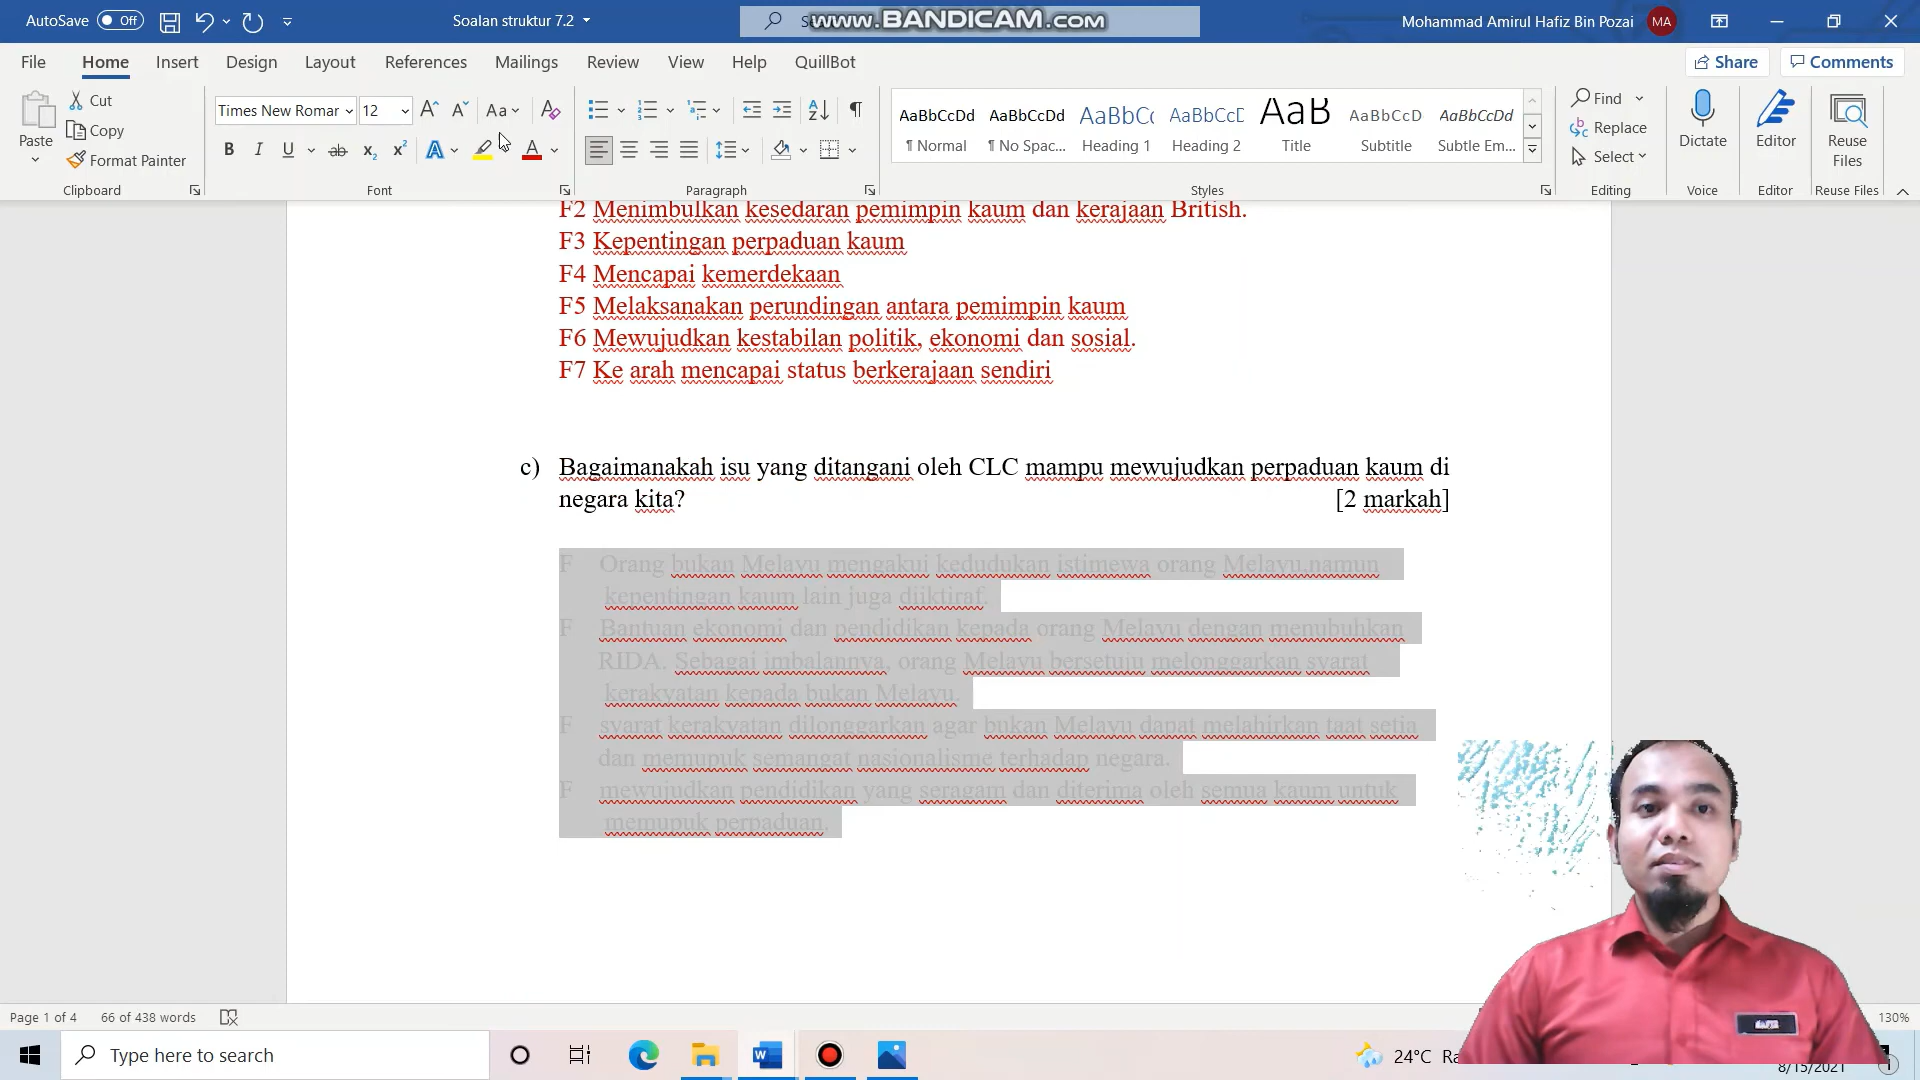 AutoSave Off Soalan struktur 7.2 WWW.BANDICAM.COM Mohammad Amirul Hafiz Bin Pozai MA
File Home Insert Design Layout References Mailings Review View Help QuillBot Share Comments
Paste Cut Copy Format Painter
Times New Romar 12 Aa
B I U ab x₂ x² A A
AaBbCcDd AaBbCcDd AaBbCc AaBbCcD AaB AaBbCcD AaBbCcDd
¶ Normal ¶ No Spac... Heading 1 Heading 2 Title Subtitle Subtle Em...
Find Replace Select
Dictate Editor Reuse Files
Clipboard Font Paragraph Styles Editing Voice Editor Reuse Files
F2 Menimbulkan kesedaran pemimpin kaum dan kerajaan British.
F3 Kepentingan perpaduan kaum
F4 Mencapai kemerdekaan
F5 Melaksanakan perundingan antara pemimpin kaum
F6 Mewujudkan kestabilan politik, ekonomi dan sosial.
F7 Ke arah mencapai status berkerajaan sendiri
c) Bagaimanakah isu yang ditangani oleh CLC mampu mewujudkan perpaduan kaum di
negara kita? [2 markah]
F Orang bukan Melayu mengakui kedudukan istimewa orang Melayu,namun
kepentingan kaum lain juga diiktiraf.
F Bantuan ekonomi dan pendidikan kepada orang Melayu dengan menubuhkan
RIDA. Sebagai imbalannya, orang Melayu bersetuju melonggarkan syarat
kerakyatan kepada bukan Melayu.
F syarat kerakyatan dilonggarkan agar bukan Melayu dapat melahirkan taat setia
dan memupuk semangat nasionalisme terhadap negara.
F mewujudkan pendidikan yang seragam dan diterima oleh semua kaum untuk
memupuk perpaduan.
Page 1 of 4 66 of 438 words 130%
Type here to search 24°C
8/15/2021